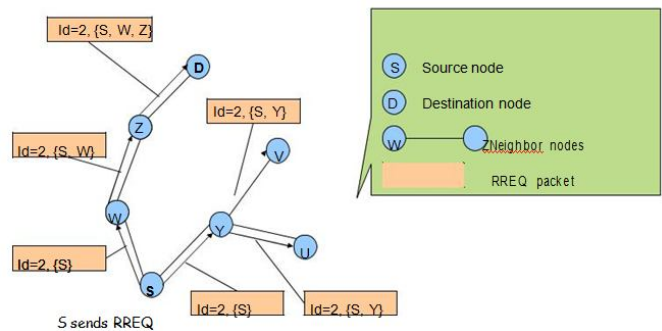 Id=2, {S, W, Z}
D
Z
Id=2, {S, Y}
V
Id=2, {S, W}
W
Y
U
Id=2, {S}
S
Id=2, {S}
Id=2, {S, Y}
S sends RREQ
S Source node
D Destination node
W ZNeighbor nodes
RREQ packet